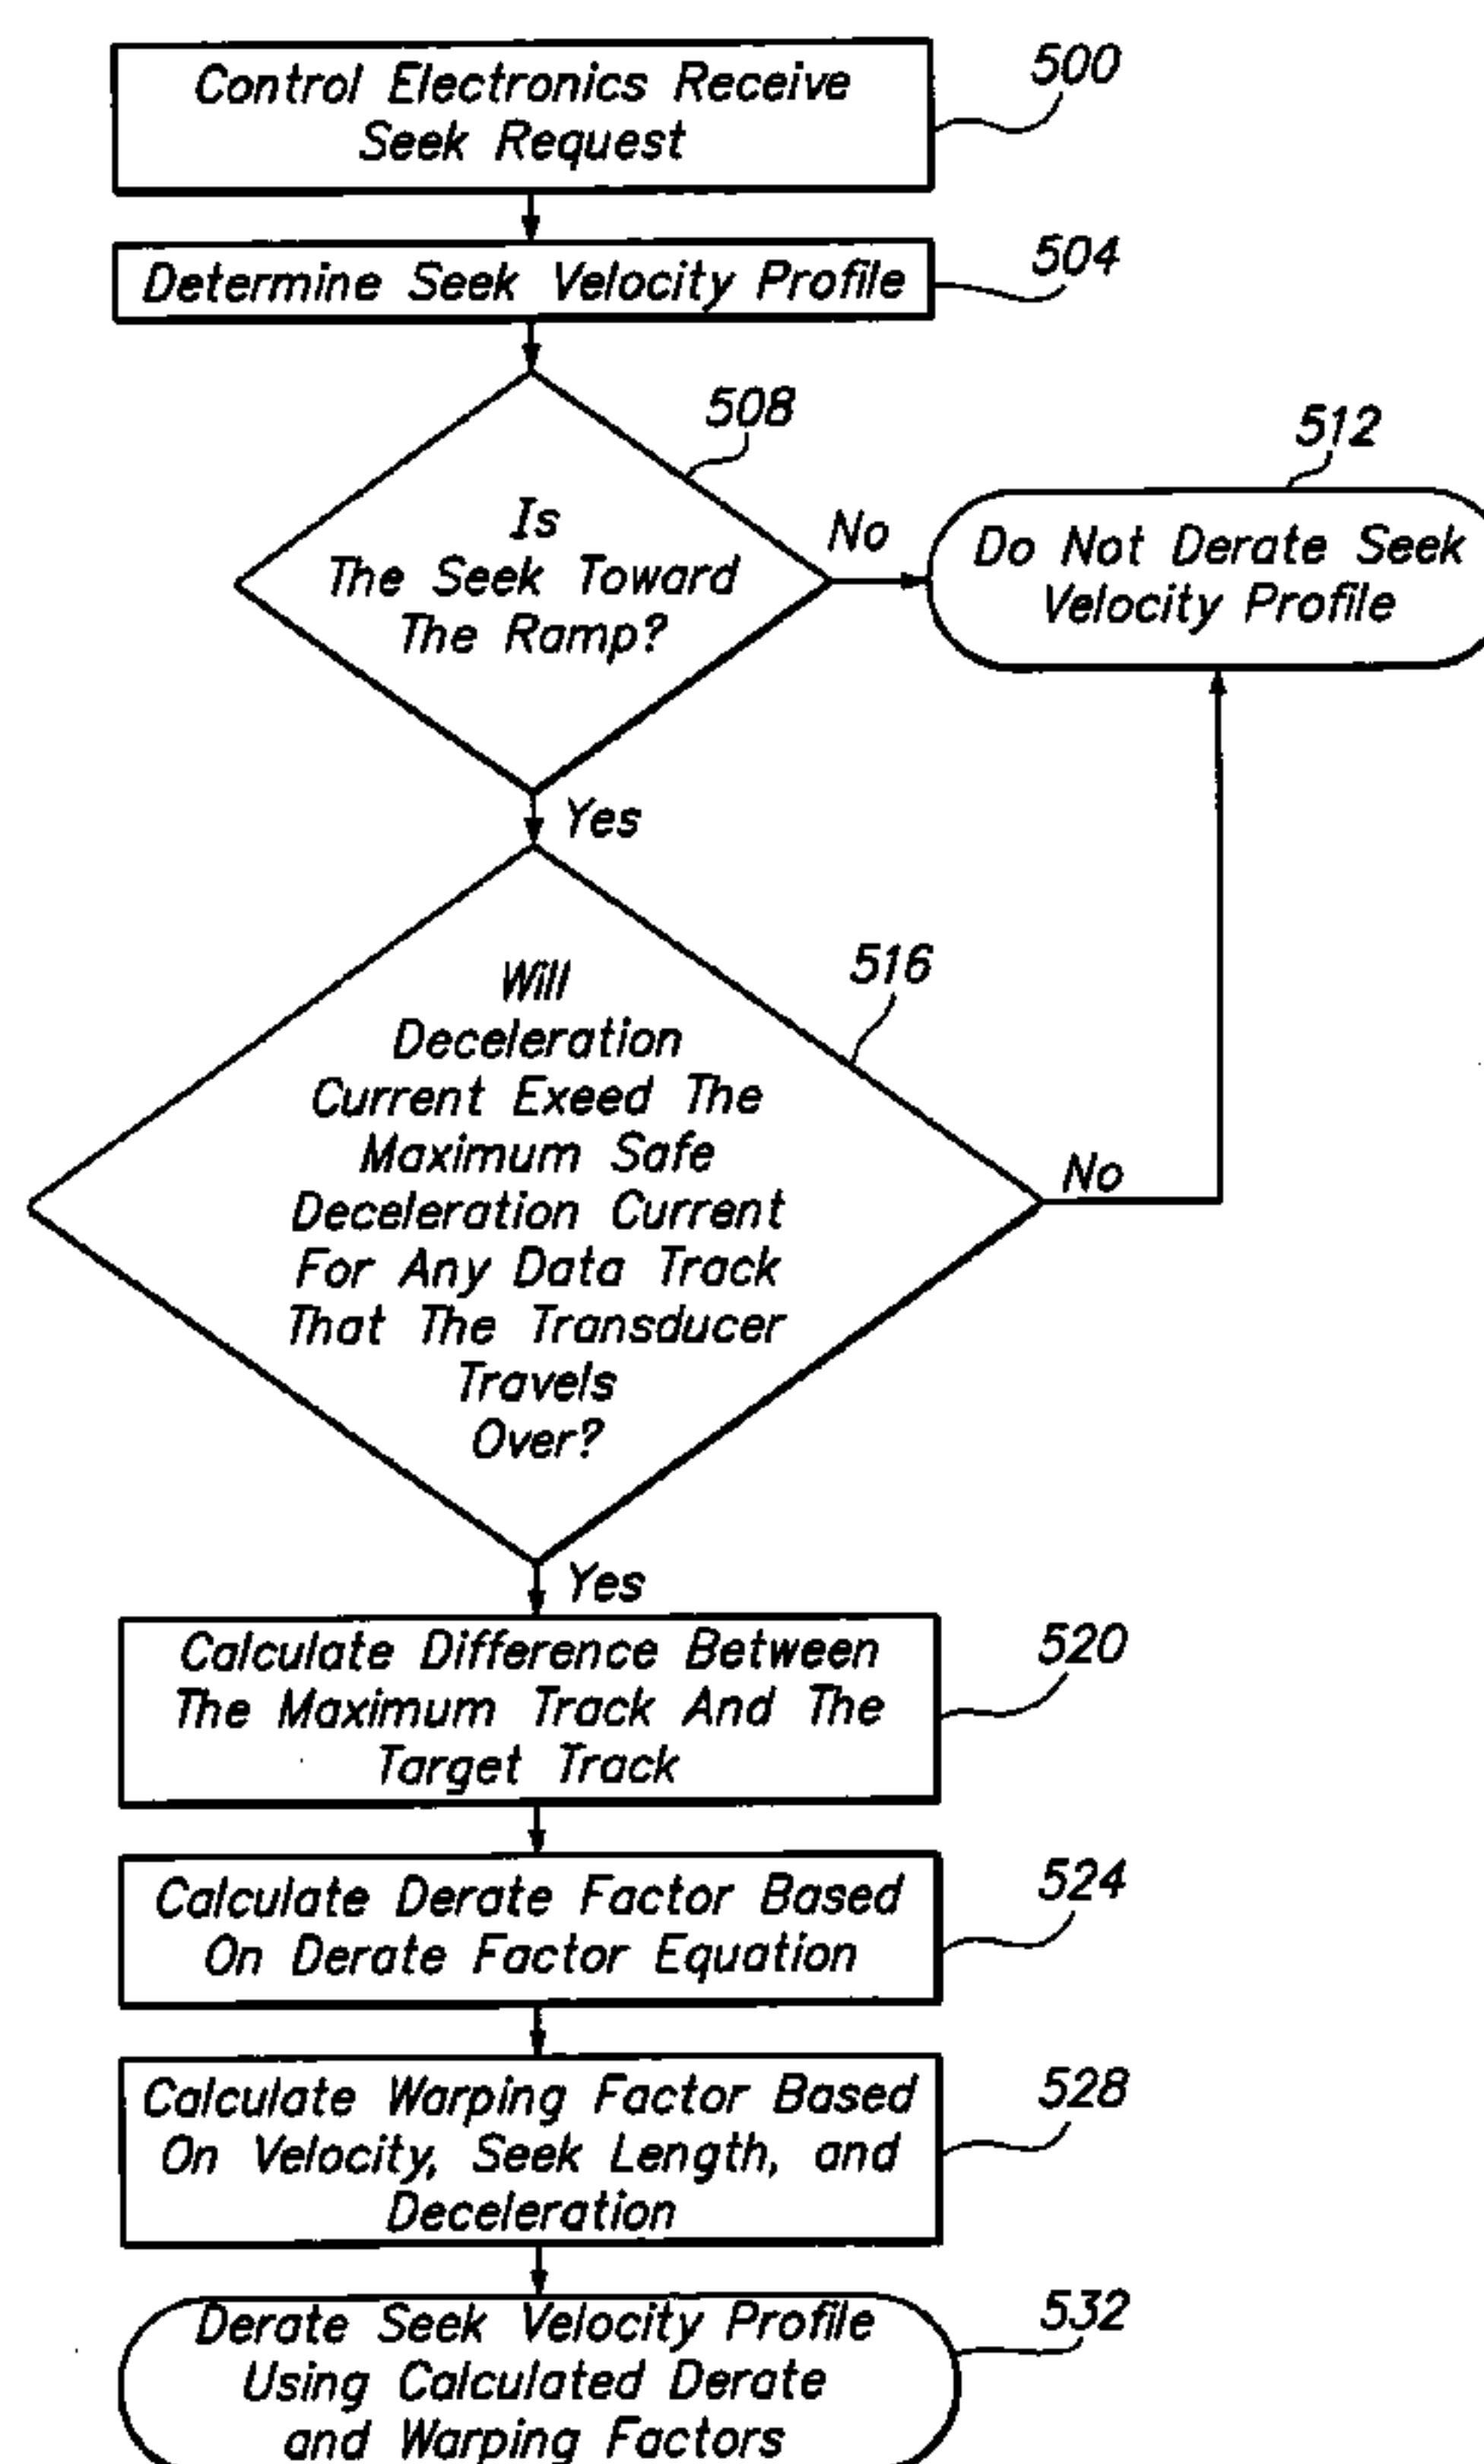 Control Electronics Receive
Seek Request
500
Determine Seek Velocity Profile
504
508
Is
The Seek Toward
The Ramp?
No
512
Do Not Derate Seek
Velocity Profile
Yes
516
Will
Deceleration
Current Exeed The
Maximum Safe
Deceleration Current
For Any Data Track
That The Transducer
Travels
Over?
No
Yes
Calculate Difference Between
The Maximum Track And The
Target Track
520
Calculate Derate Factor Based
On Derate Factor Equation
524
Calculate Warping Factor Based
On Velocity, Seek Length, and
Deceleration
528
Derate Seek Velocity Profile
Using Calculated Derate
and Warping Factors
532